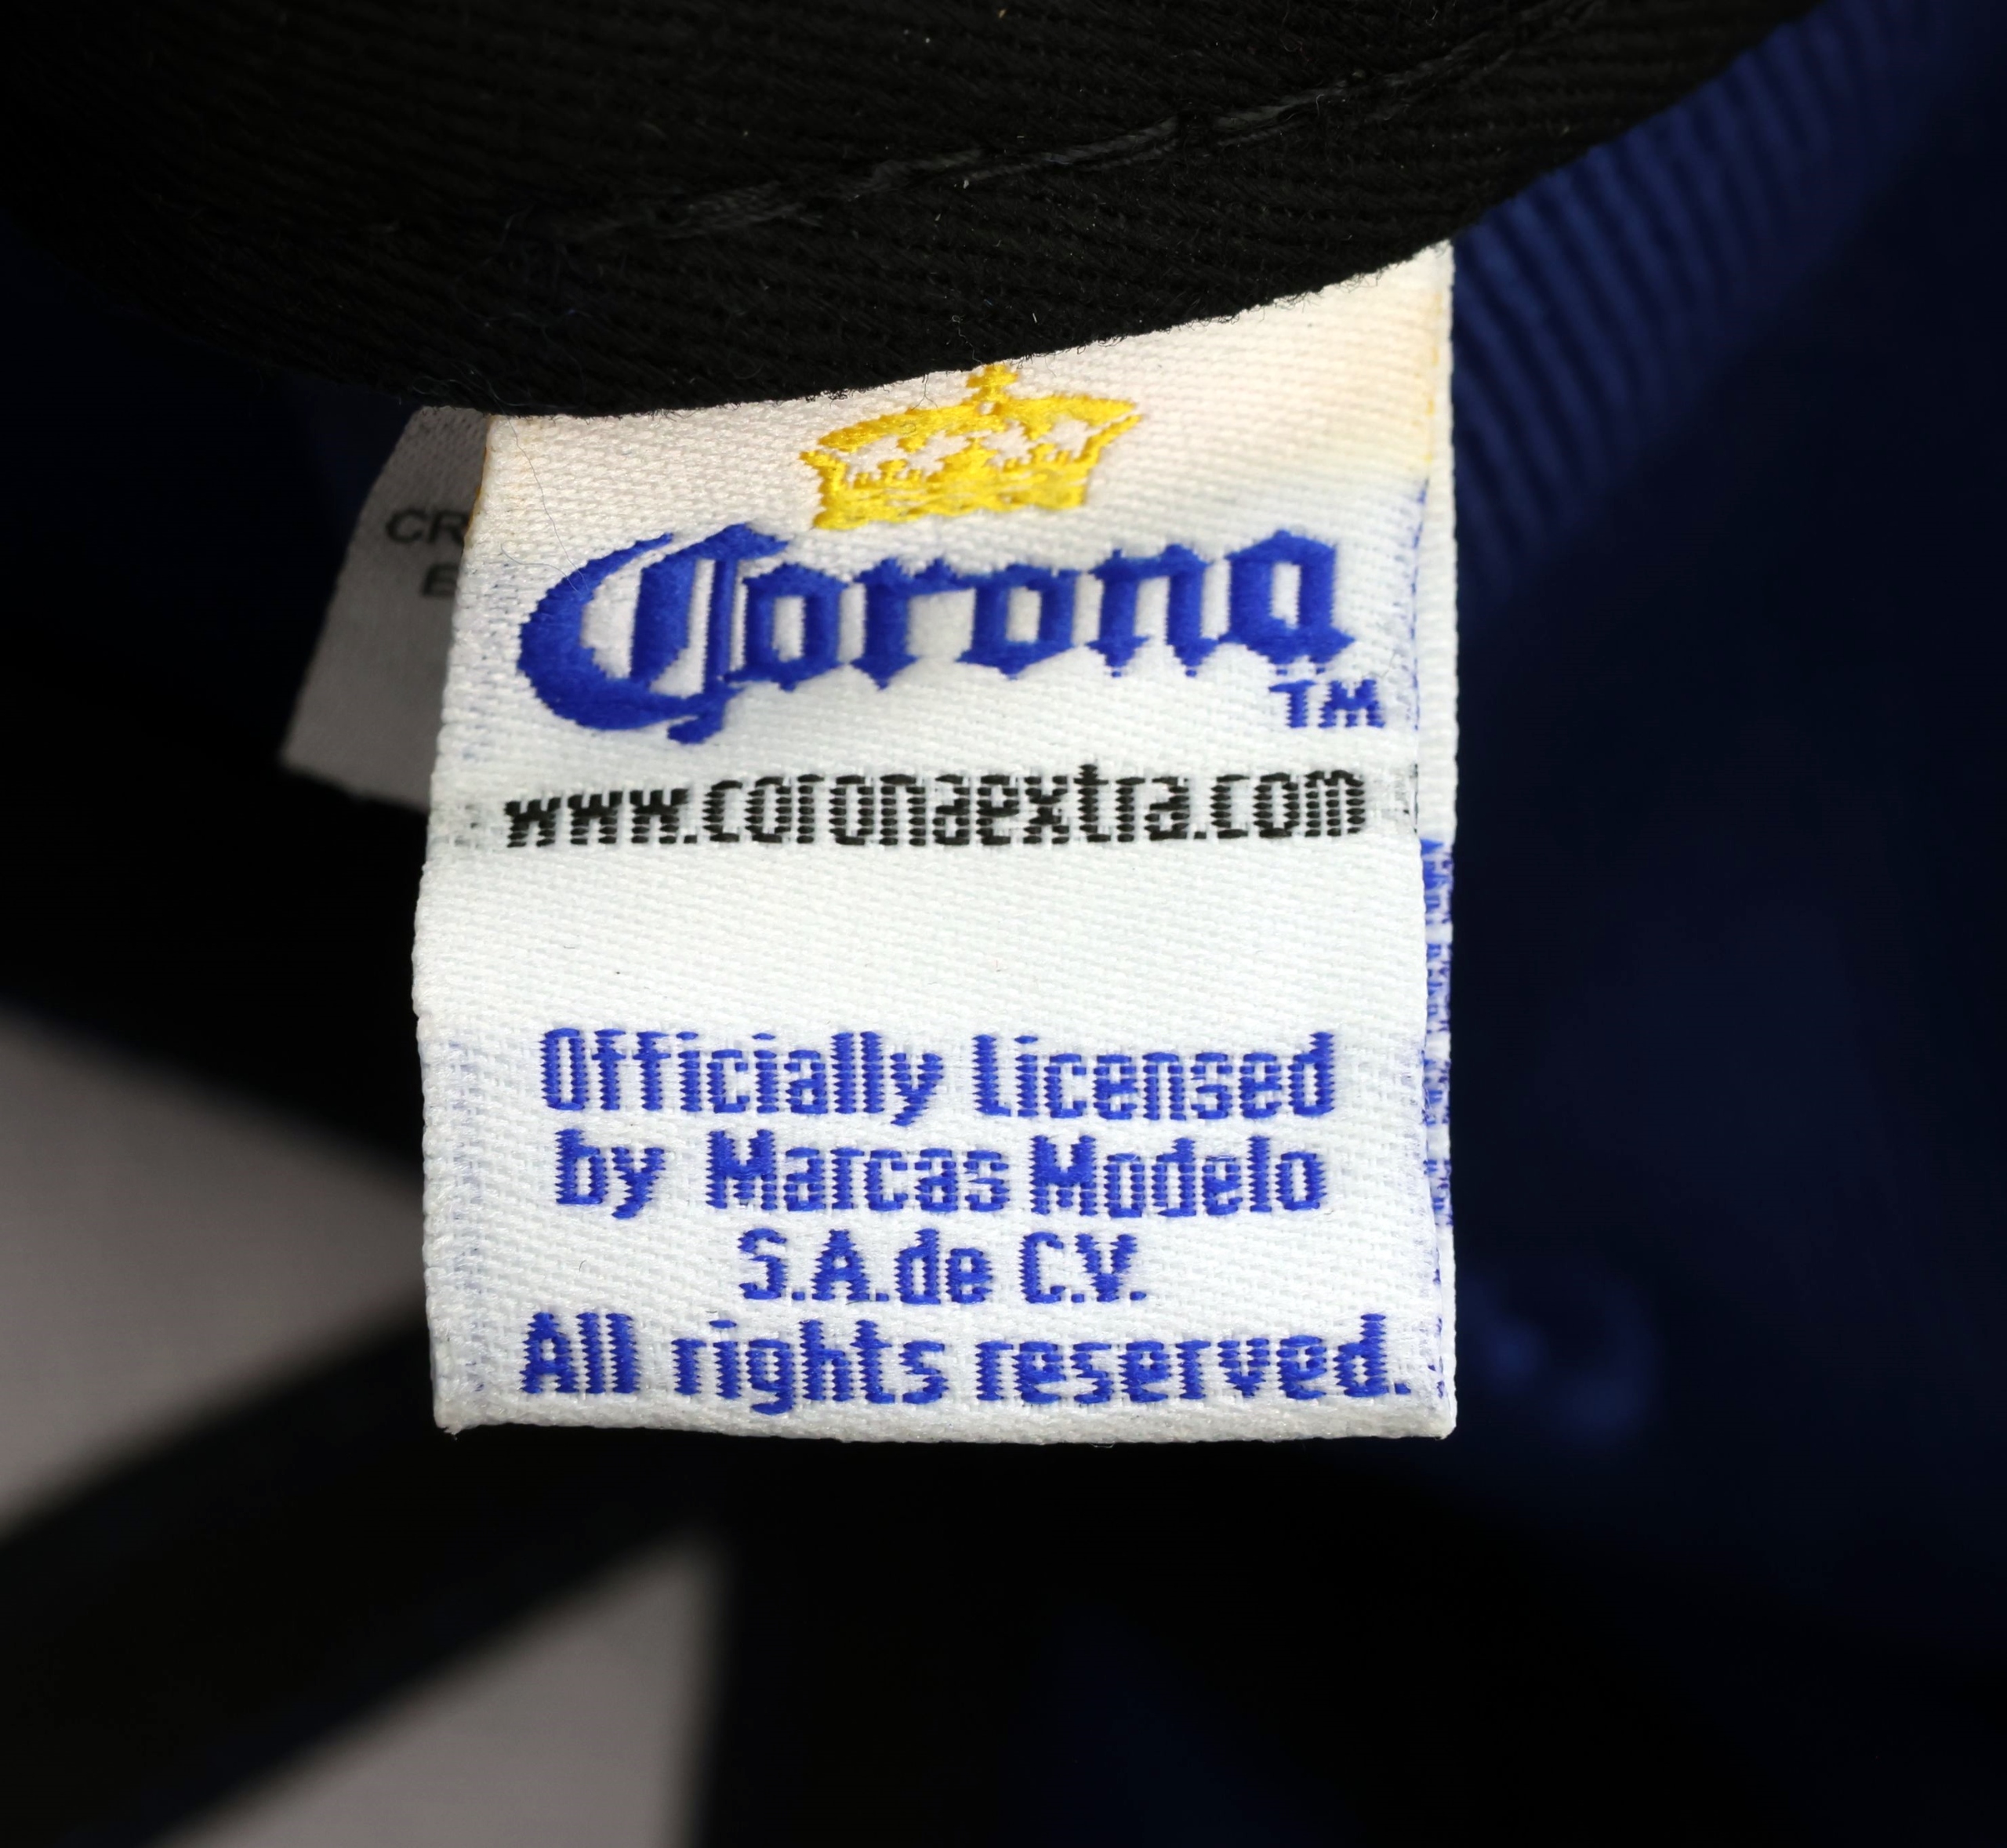 Corona
TM
www.coronaextra.com
Officially Licensed
by Marcas Modelo
S.A.de C.V.
All rights reserved.